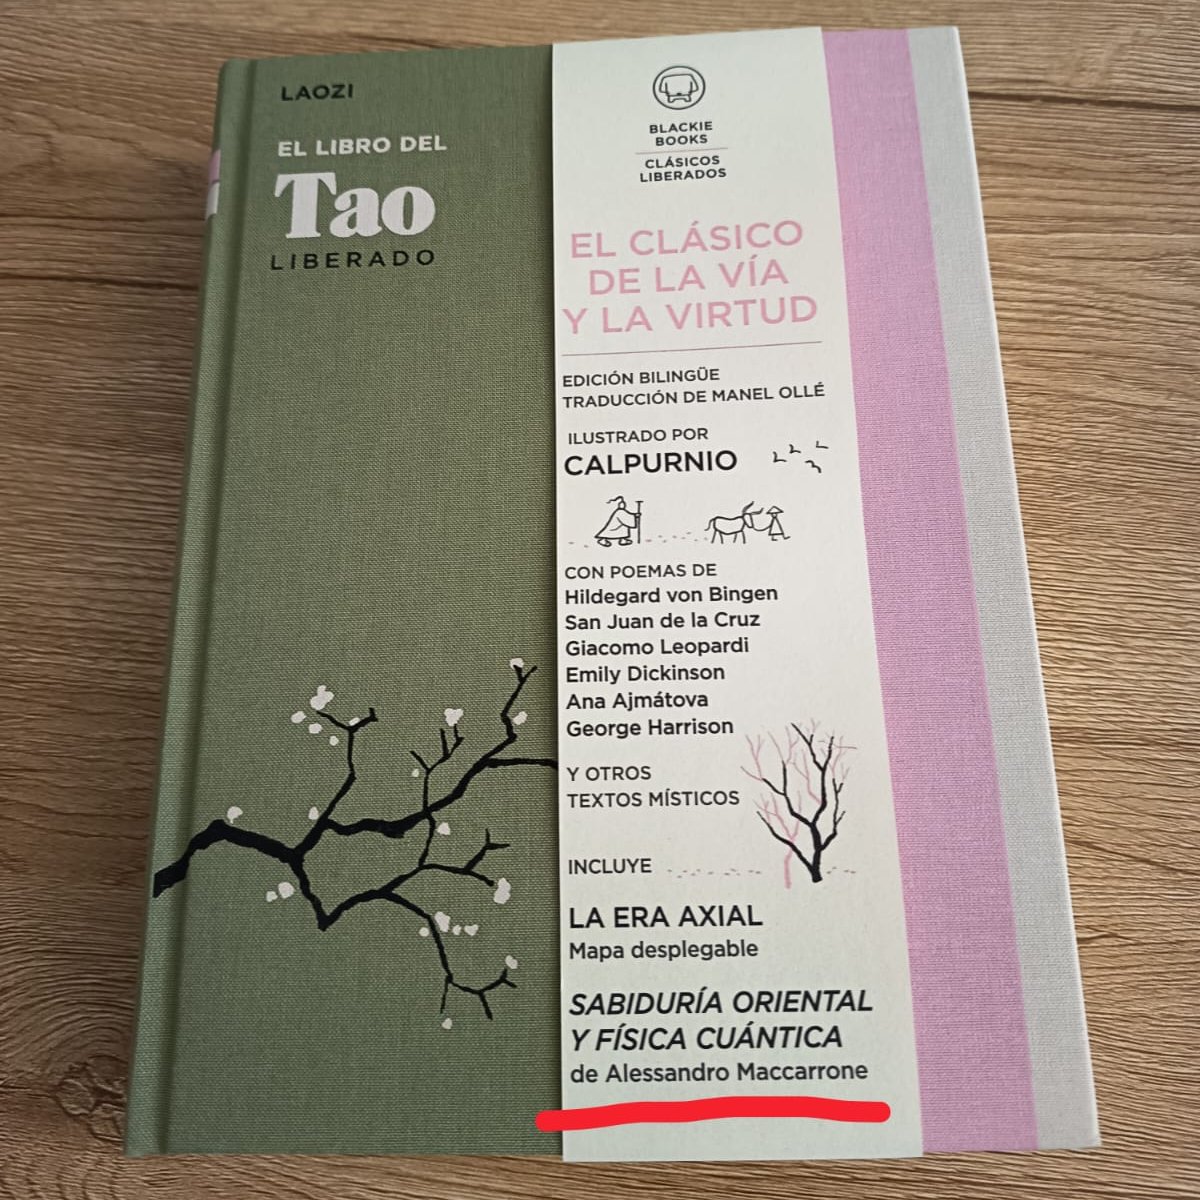 LAOZI
EL LIBRO DEL
Tao
LIBERADO
BLACKIE
BOOKS
CLÁSICOS
LIBERADOS
EL CLÁSICO
DE LA VÍA
Y LA VIRTUD
EDICIÓN BILINGÜE
TRADUCCIÓN DE MANEL OLLÉ
ILUSTRADO POR
CALPURNIO
CON POEMAS DE
Hildegard von Bingen
San Juan de la Cruz
Giacomo Leopardi
Emily Dickinson
Ana Ajmátova
George Harrison
Y OTROS
TEXTOS MÍSTICOS
INCLUYE
LA ERA AXIAL
Mapa desplegable
SABIDURÍA ORIENTAL
Y FÍSICA CUÁNTICA
de Alessandro Maccarrone